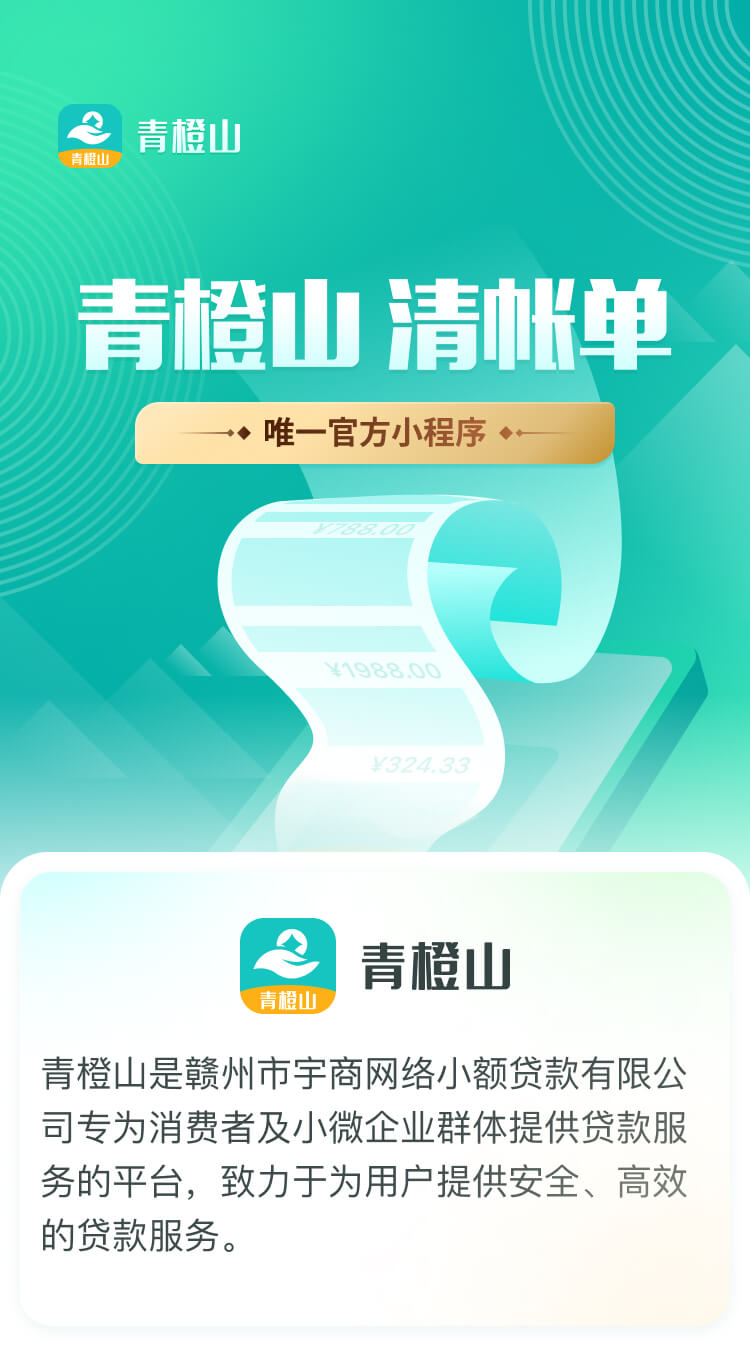 青橙山
青橙山
青橙山 清帐单
唯一官方小程序
¥788.00
¥1988.00
¥324.33
青橙山
青橙山
青橙山是赣州市宇商网络小额贷款有限公
司专为消费者及小微企业群体提供贷款服
务的平台，致力于为用户提供安全、高效
的贷款服务。